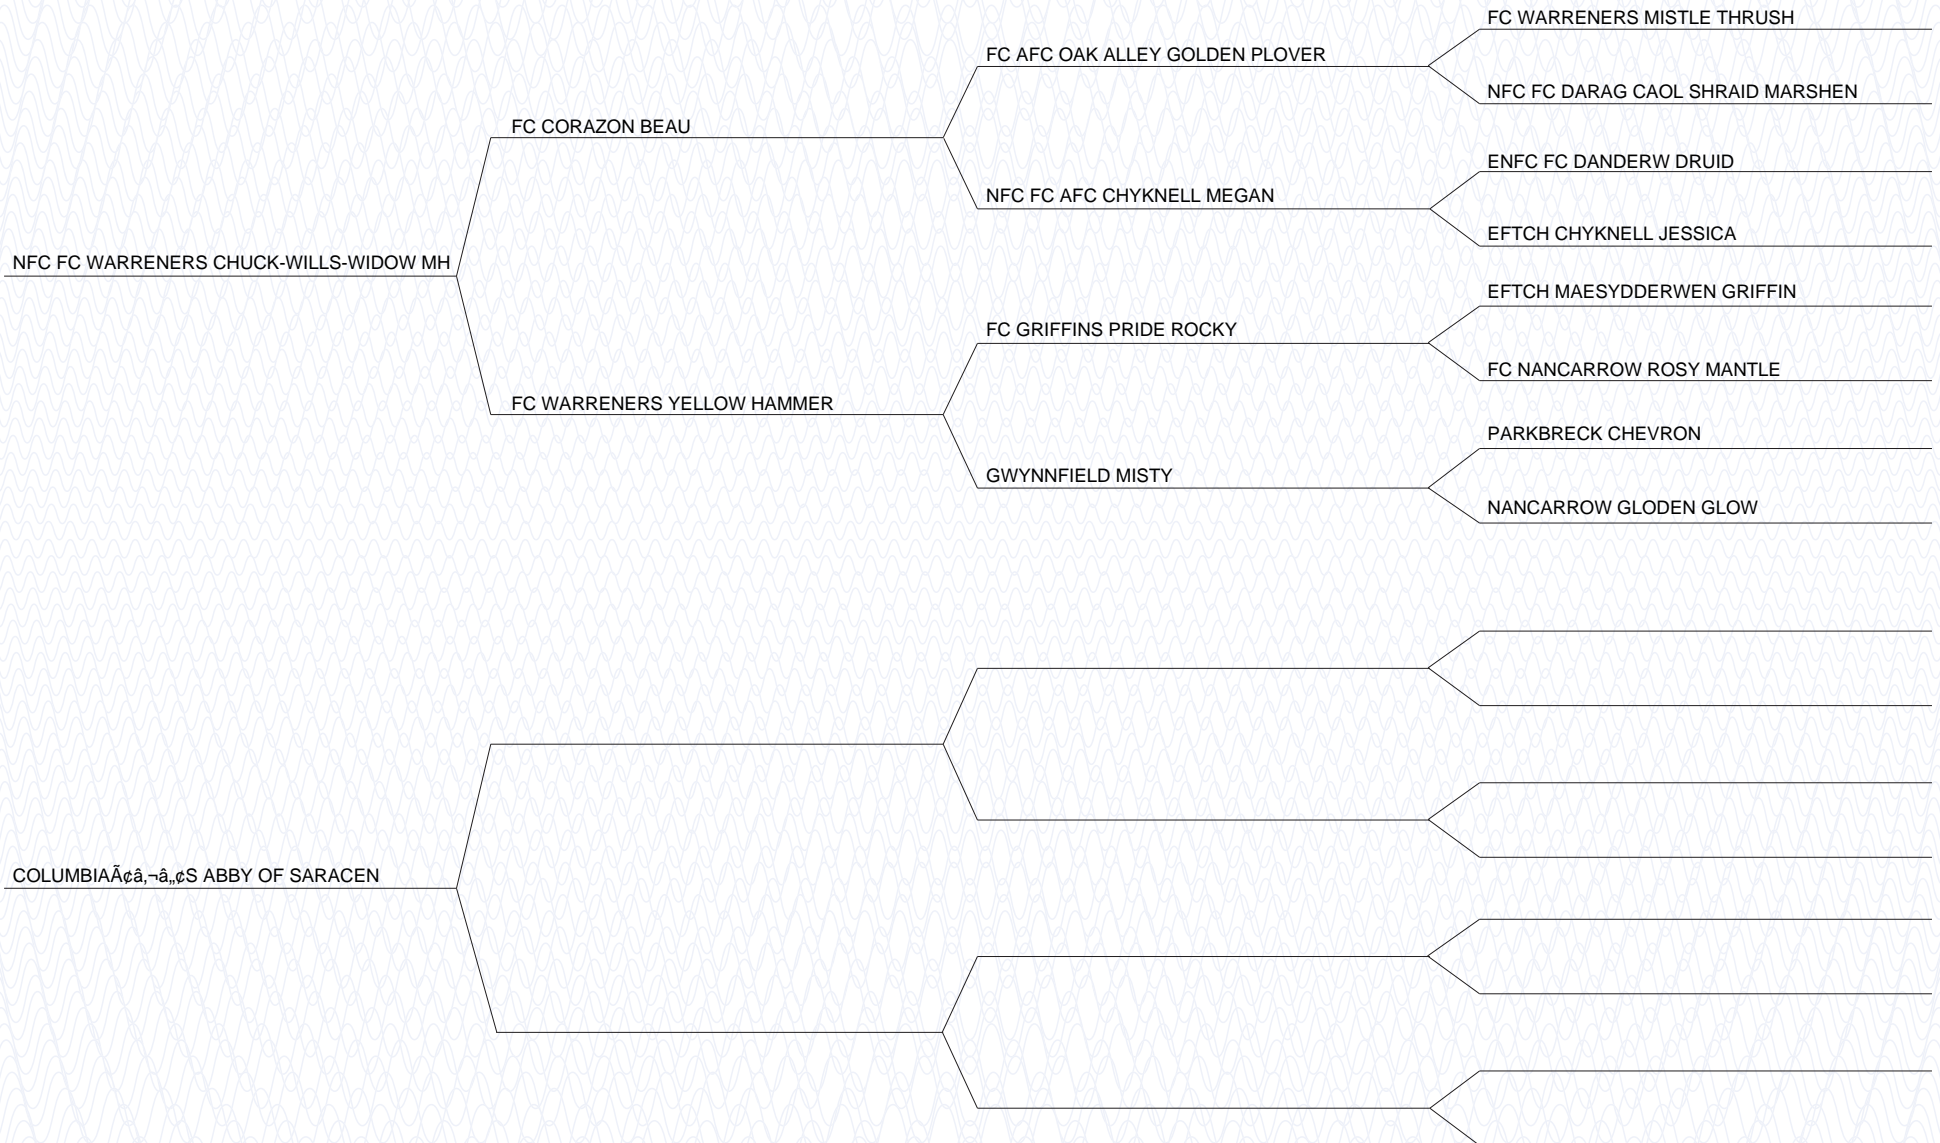 FC WARRENERS MISTLE THRUSH
FC AFC OAK ALLEY GOLDEN PLOVER
NFC FC DARAG CAOL SHRAID MARSHEN
FC CORAZON BEAU
ENFC FC DANDERW DRUID
NFC FC AFC CHYKNELL MEGAN
EFTCH CHYKNELL JESSICA
NFC FC WARRENERS CHUCK-WILLS-WIDOW MH
EFTCH MAESYDDERWEN GRIFFIN
FC GRIFFINS PRIDE ROCKY
FC NANCARROW ROSY MANTLE
FC WARRENERS YELLOW HAMMER
PARKBRECK CHEVRON
GWYNNFIELD MISTY
NANCARROW GLODEN GLOW
COLUMBIAÃ¢â‚¬â„¢S ABBY OF SARACEN